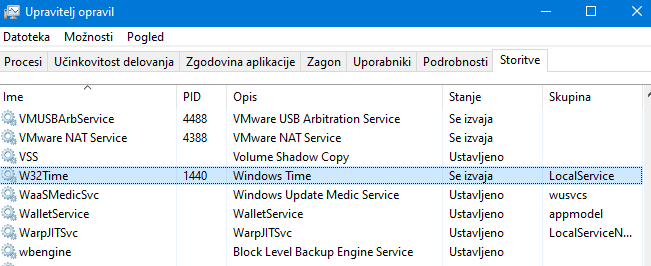 Upravitelj opravil
Datoteka Možnosti Pogled
Procesi Učinkovitost delovanja Zgodovina aplikacije Zagon Uporabniki Podrobnosti Storitve
Ime PID Opis Stanje Skupina
VMUSBArbService 4488 VMware USB Arbitration Service Se izvaja
VMware NAT Service 4388 VMware NAT Service Se izvaja
VSS Volume Shadow Copy Ustavljeno
W32Time 1440 Windows Time Se izvaja LocalService
WaaSMedicSvc Windows Update Medic Service Ustavljeno wusvcs
WalletService WalletService Ustavljeno appmodel
WarpJITSvc WarpJITSvc Ustavljeno LocalServiceN...
wbengine Block Level Backup Engine Service Ustavljeno